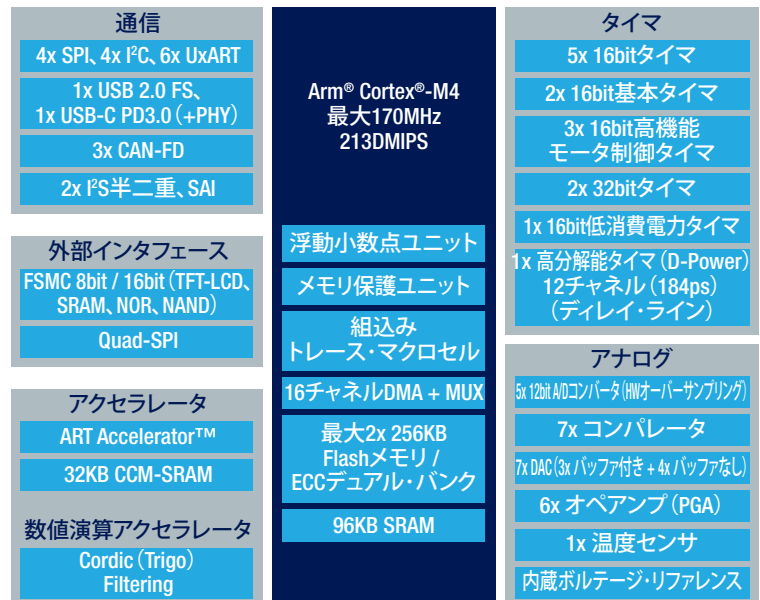 通信
4x SPI、4x I²C、6x UxART
1x USB 2.0 FS、
1x USB-C PD3.0（+PHY）
3x CAN-FD
2x I²S半二重、SAI
外部インタフェース
FSMC 8bit / 16bit（TFT-LCD、
SRAM、NOR、NAND）
Quad-SPI
アクセラレータ
ART Accelerator™
32KB CCM-SRAM
数値演算アクセラレータ
Cordic（Trigo）
Filtering
Arm® Cortex®-M4
最大170MHz
213DMIPS
浮動小数点ユニット
メモリ保護ユニット
組込み
トレース・マクロセル
16チャネルDMA + MUX
最大2x 256KB
Flashメモリ /
ECCデュアル・バンク
96KB SRAM
タイマ
5x 16bitタイマ
2x 16bit基本タイマ
3x 16bit高機能
モータ制御タイマ
2x 32bitタイマ
1x 16bit低消費電力タイマ
1x 高分解能タイマ（D-Power）
12チャネル（184ps）
（ディレイ・ライン）
アナログ
5x 12bit A/Dコンバータ（HWオーバーサンプリング）
7x コンパレータ
7x DAC（3x バッファ付き + 4x バッファなし）
6x オペアンプ（PGA）
1x 温度センサ
内蔵ボルテージ・リファレンス